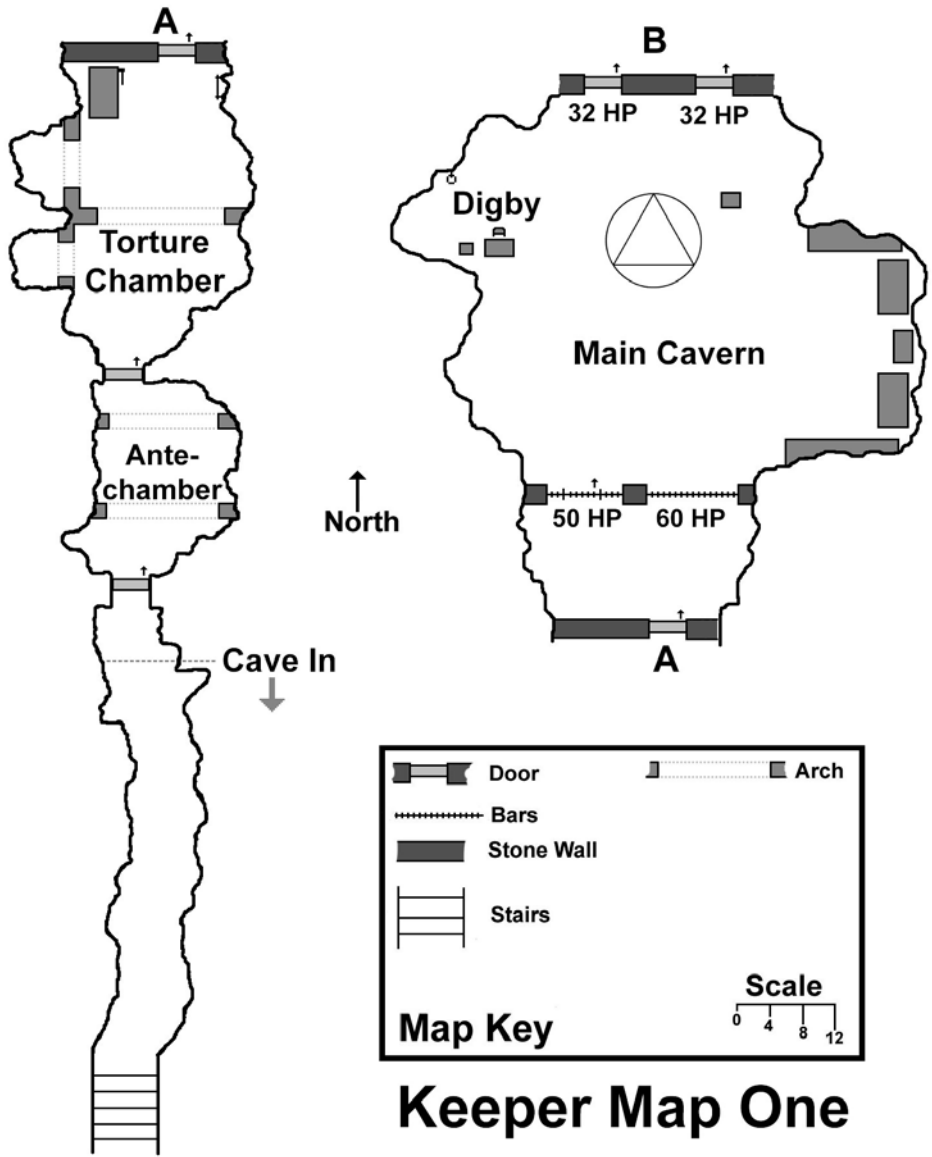 A
Torture
Chamber
Ante-
chamber
Cave In
North
B
32 HP 32 HP
Digby
Main Cavern
50 HP 60 HP
A
Door
Arch
Bars
Stone Wall
Stairs
Scale
0 4 8 12
Map Key
Keeper Map One